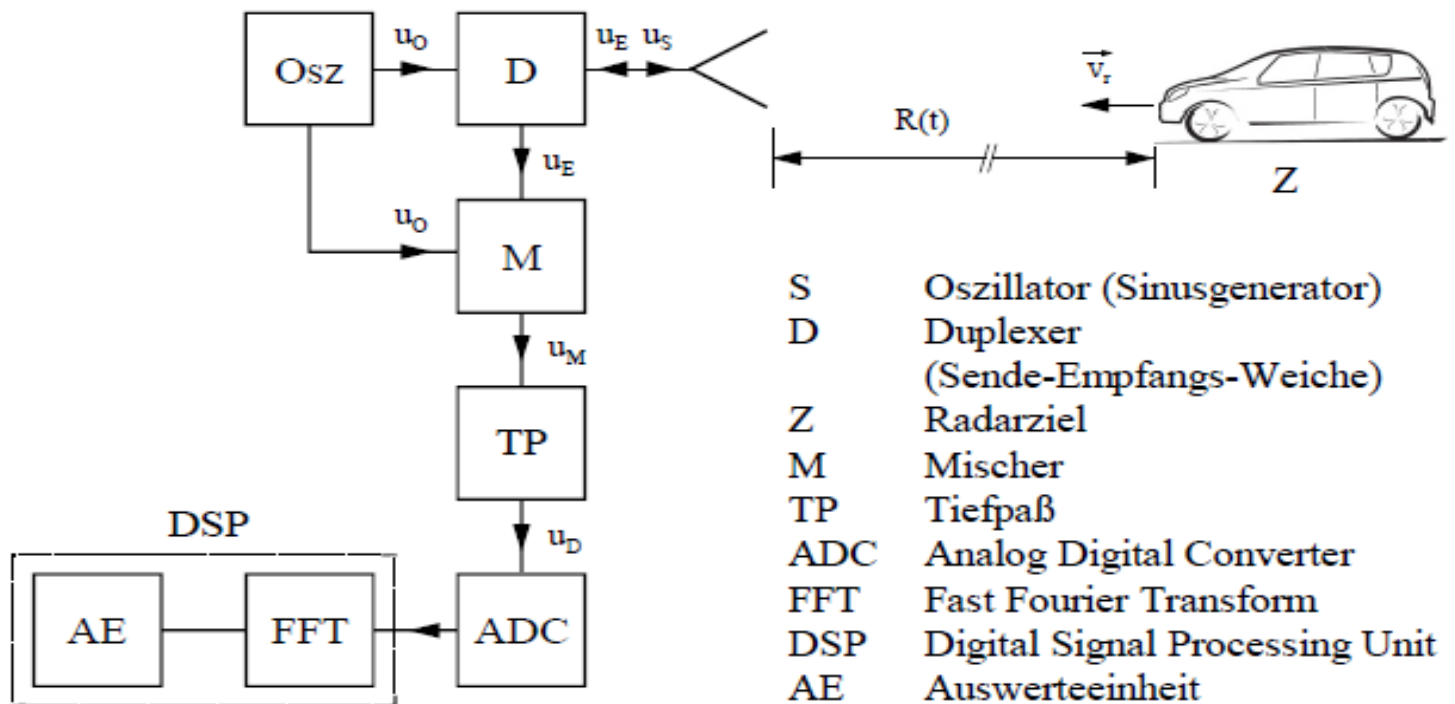 u_O
u_E u_S
Osz
D
v_r
R(t)
u_E
Z
u_O
M
S Oszillator (Sinusgenerator)
D Duplexer
(Sende-Empfangs-Weiche)
u_M
Z Radarziel
M Mischer
TP
TP Tiefpaß
DSP
u_D
ADC Analog Digital Converter
FFT Fast Fourier Transform
AE
FFT
ADC
DSP Digital Signal Processing Unit
AE Auswerteeinheit